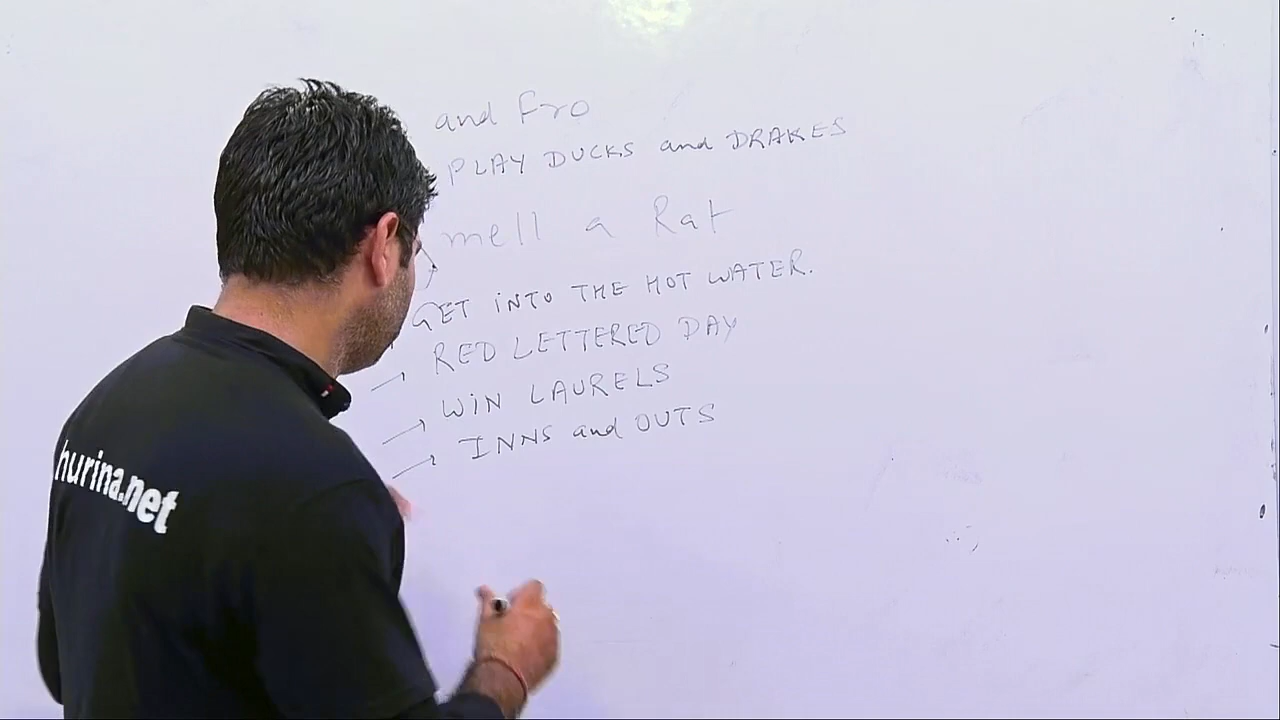 and Fro
PLAY DUCKS and DRAKES
mell a Rat
GET INTO THE HOT WATER.
RED LETTERED DAY
WIN LAURELS
INNS and OUTS
hurina.net